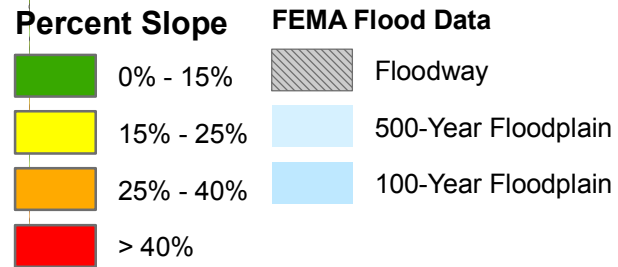 Percent Slope
0% - 15%
15% - 25%
25% - 40%
> 40%
FEMA Flood Data
Floodway
500-Year Floodplain
100-Year Floodplain